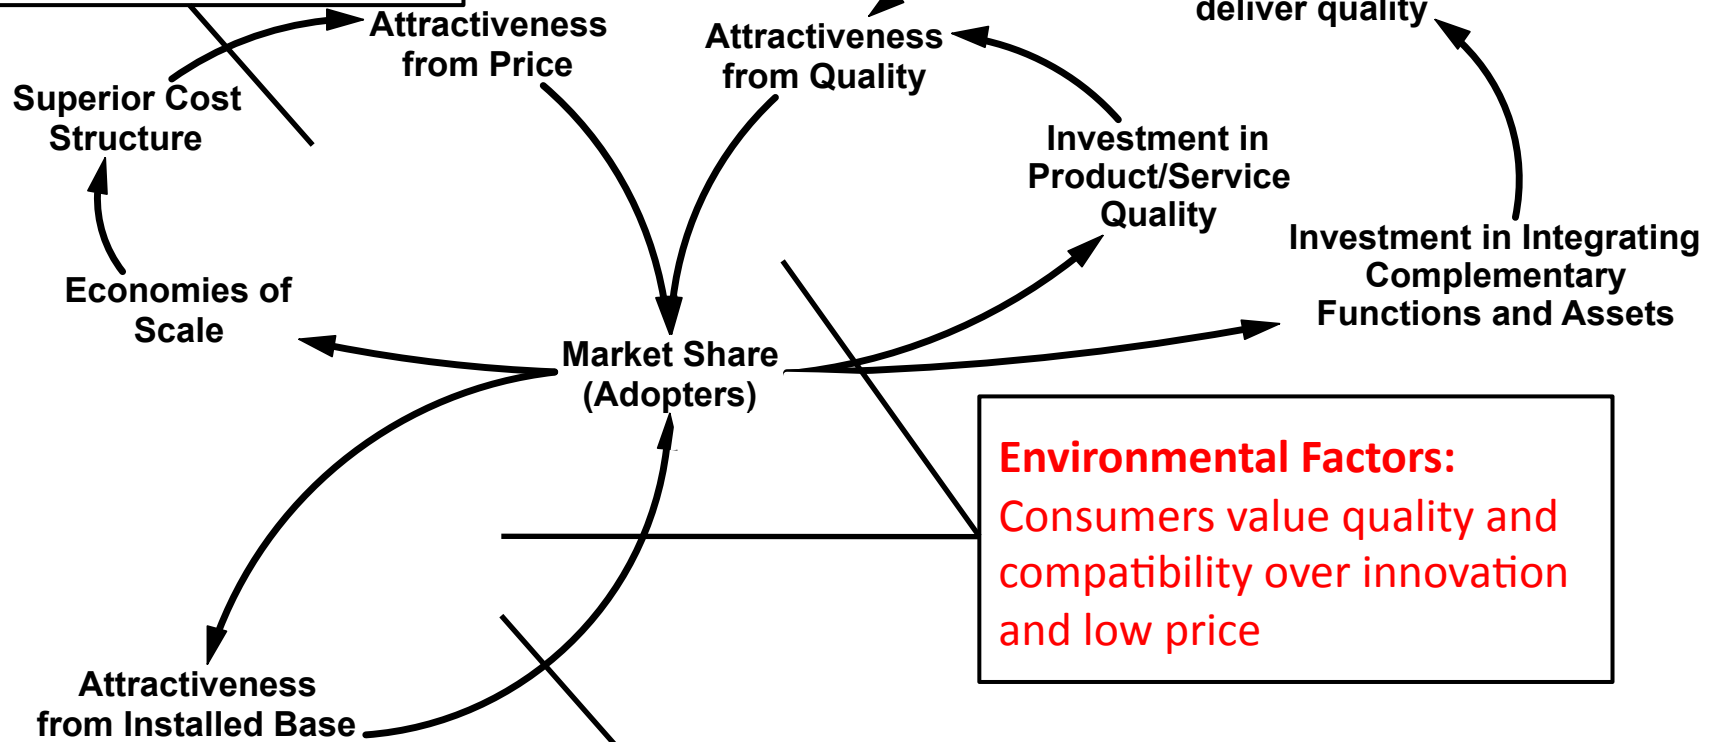 deliver quality
Attractiveness
from Price
Attractiveness
from Quality
Superior Cost
Structure
Investment in
Product/Service
Quality
Investment in Integrating
Complementary
Functions and Assets
Economies of
Scale
Market Share
(Adopters)
Environmental Factors:
Consumers value quality and
compatibility over innovation
and low price
Attractiveness
from Installed Base